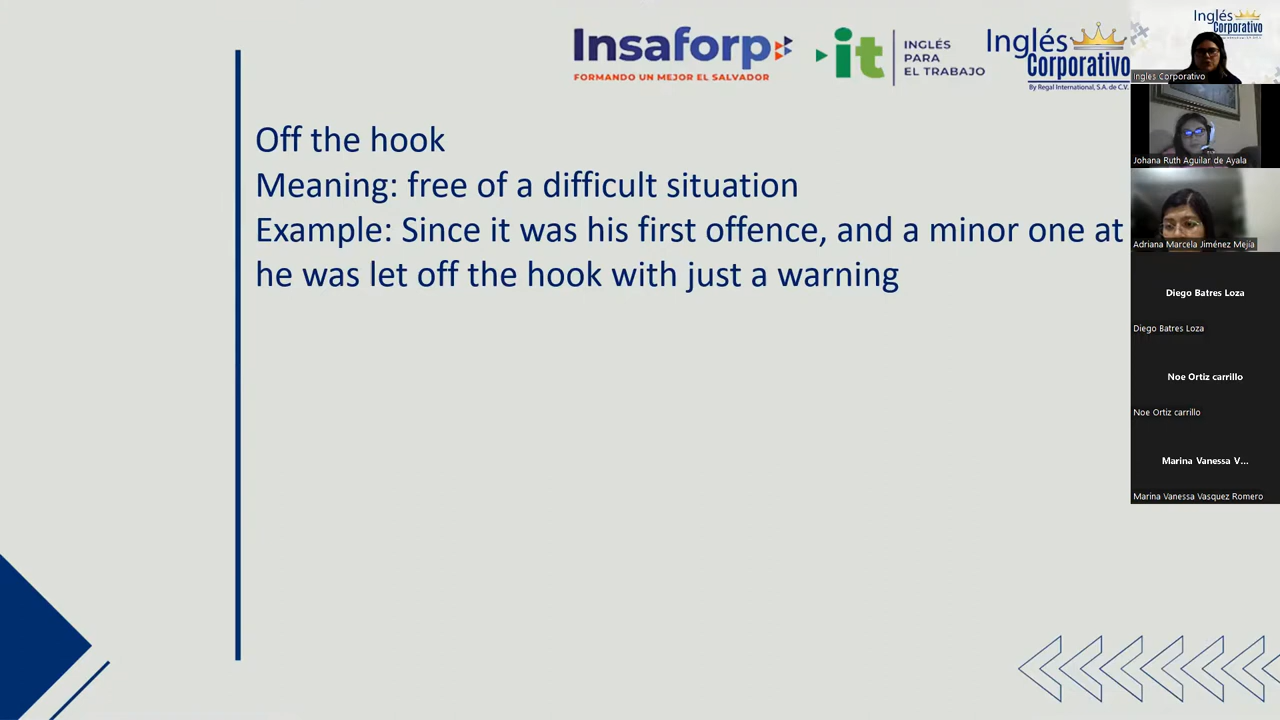 Insaforp
FORMANDO UN MEJOR EL SALVADOR
it
INGLÉS
PARA
EL TRABAJO
Inglés
Corporativo
By Regal International, S.A. de C.V.
Off the hook
Meaning: free of a difficult situation
Example: Since it was his first offence, and a minor one at
he was let off the hook with just a warning
Inglés
Corporativo
Ingles Corporativo
Johana Ruth Aguilar de Ayala
Adriana Marcela Jiménez Mejía
Diego Batres Loza
Diego Batres Loza
Noe Ortiz carrillo
Noe Ortiz carrillo
Marina Vanessa V...
Marina Vanessa Vasquez Romero